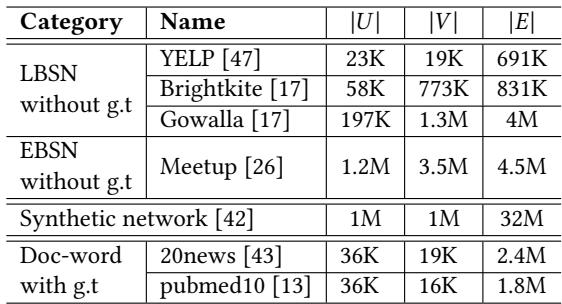 Category Name |U| |V| |E|
LBSN without g.t YELP [47] 23K 19K 691K
Brightkite [17] 58K 773K 831K
Gowalla [17] 197K 1.3M 4M
EBSN without g.t Meetup [26] 1.2M 3.5M 4.5M
Synthetic network [42] 1M 1M 32M
Doc-word with g.t 20news [43] 36K 19K 2.4M
pubmed10 [13] 36K 16K 1.8M